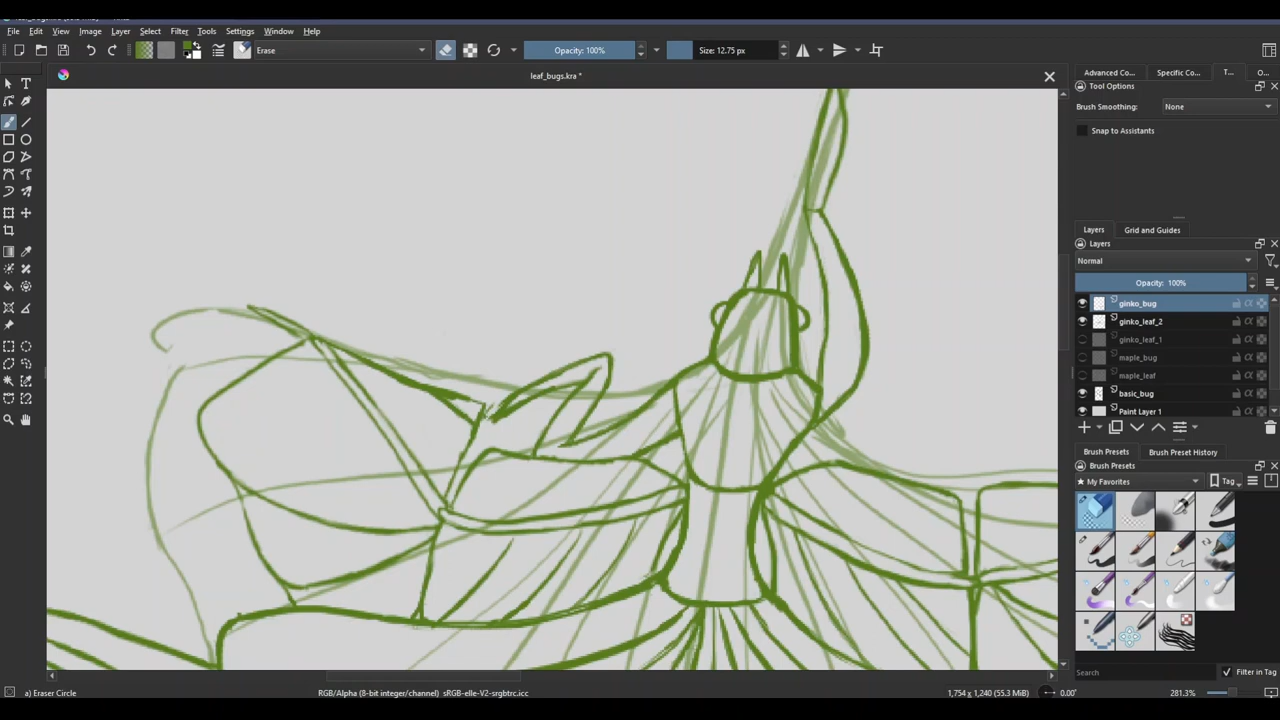 File Edit View Image Layer Select Filter Tools Settings Window Help
Erase Opacity: 100% Size: 12.75 px
leaf_bugs.kra *
Advanced Co... Specific Co... T... O...
Tool Options
Brush Smoothing: None
Snap to Assistants
Layers Grid and Guides
Layers
Normal
Opacity: 100%
ginko_bug
ginko_leaf_2
ginko_leaf_1
maple_bug
maple_leaf
basic_bug
Paint Layer 1
Brush Presets Brush Preset History
Brush Presets
My Favorites Tag
Search Filter in Tag
a) Eraser Circle RGB/Alpha (8-bit integer/channel) sRGB-elle-V2-srgbtrc.icc 1,754 x 1,240 (55.3 MiB) 0.00° 281.3%